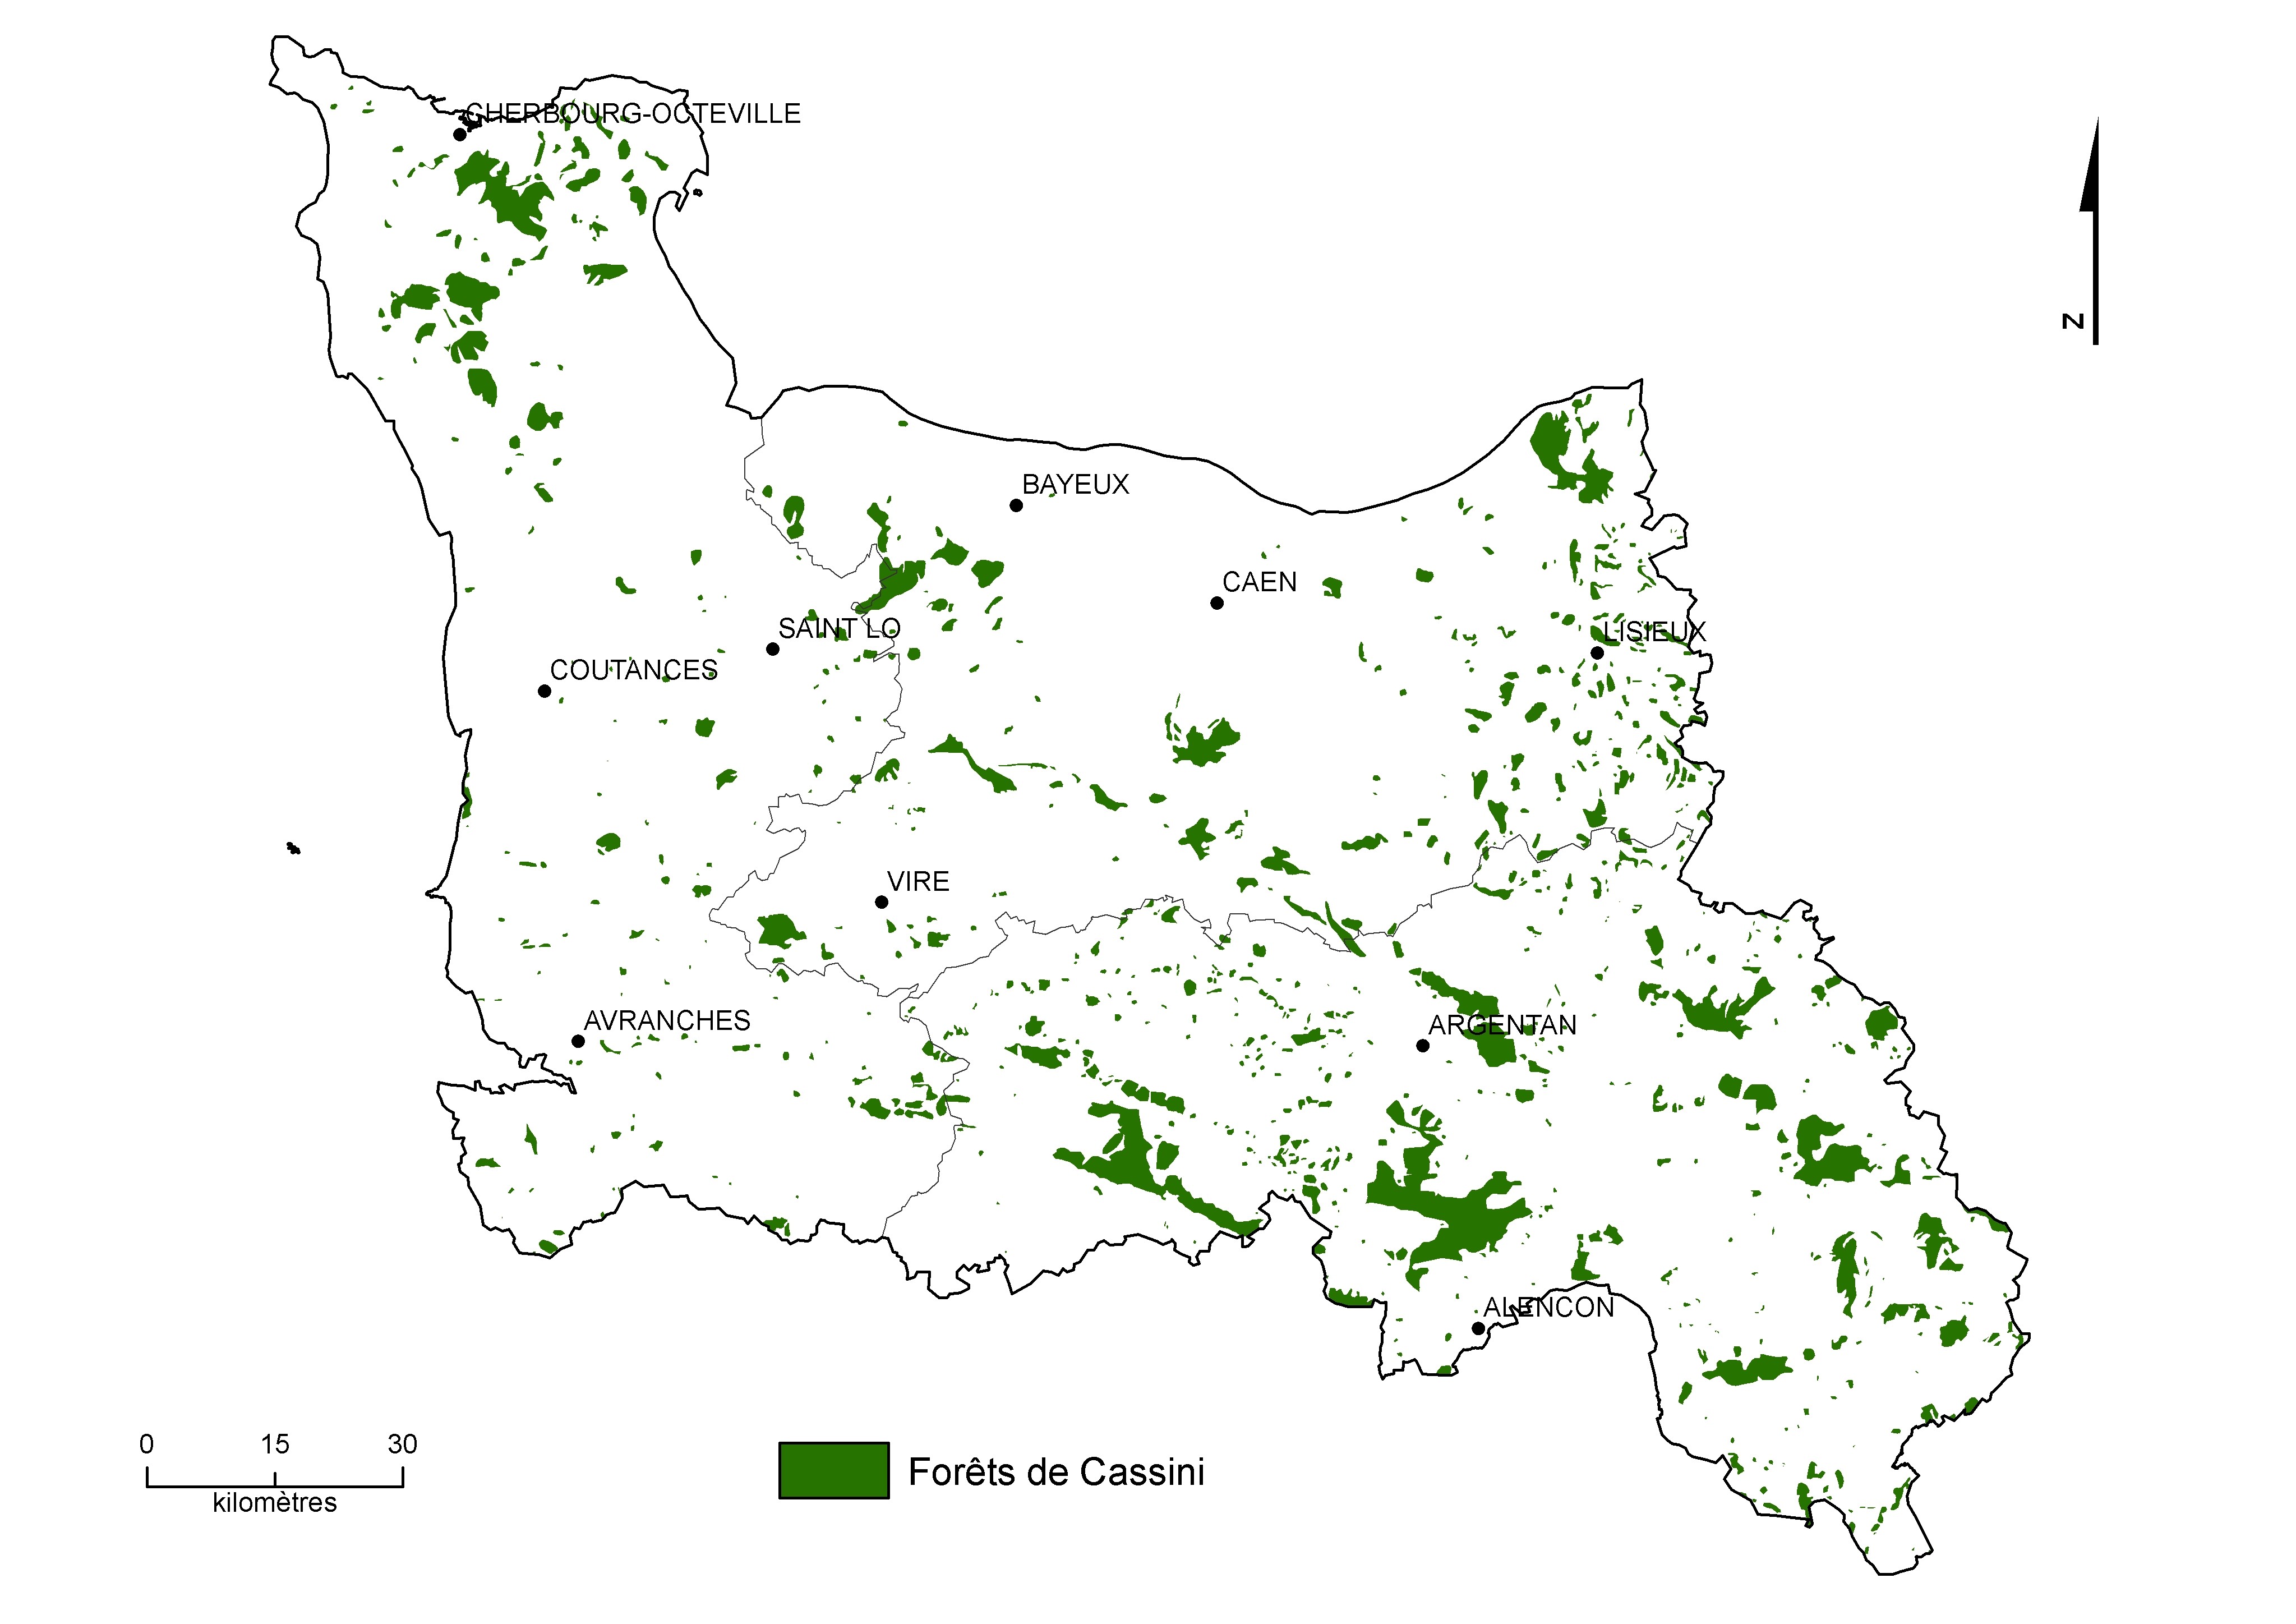 CHERBOURG-OCTEVILLE
N
BAYEUX
CAEN
SAINT LO
LISIEUX
COUTANCES
VIRE
AVRANCHES
ARGENTAN
ALENCON
0 15 30
kilomètres
Forêts de Cassini